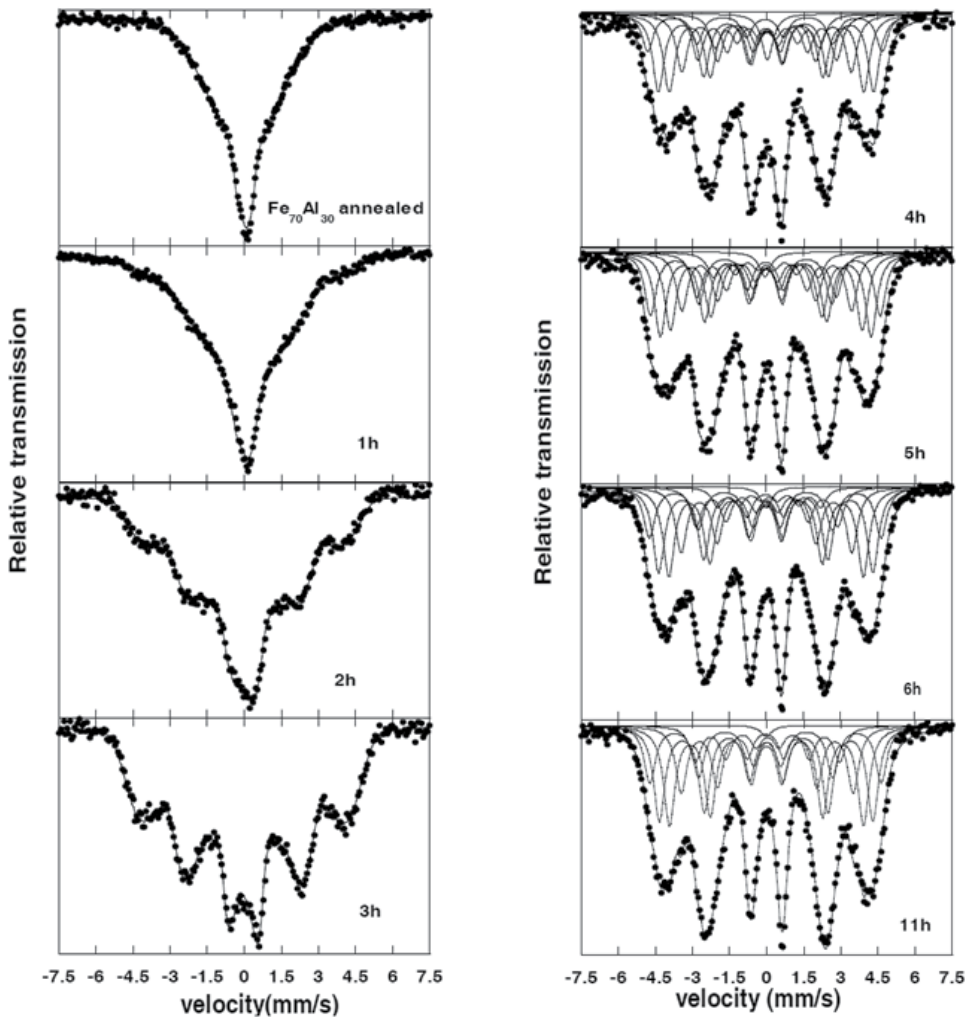 Relative transmission
Fe70Al30 annealed
1h
2h
3h
-7.5 -6 -4.5 -3 -1.5 0 1.5 3 4.5 6 7.5
velocity(mm/s)
Relative transmission
4h
5h
6h
11h
-7.5 -6 -4.5 -3 -1.5 0 1.5 3 4.5 6 7.5
velocity (mm/s)